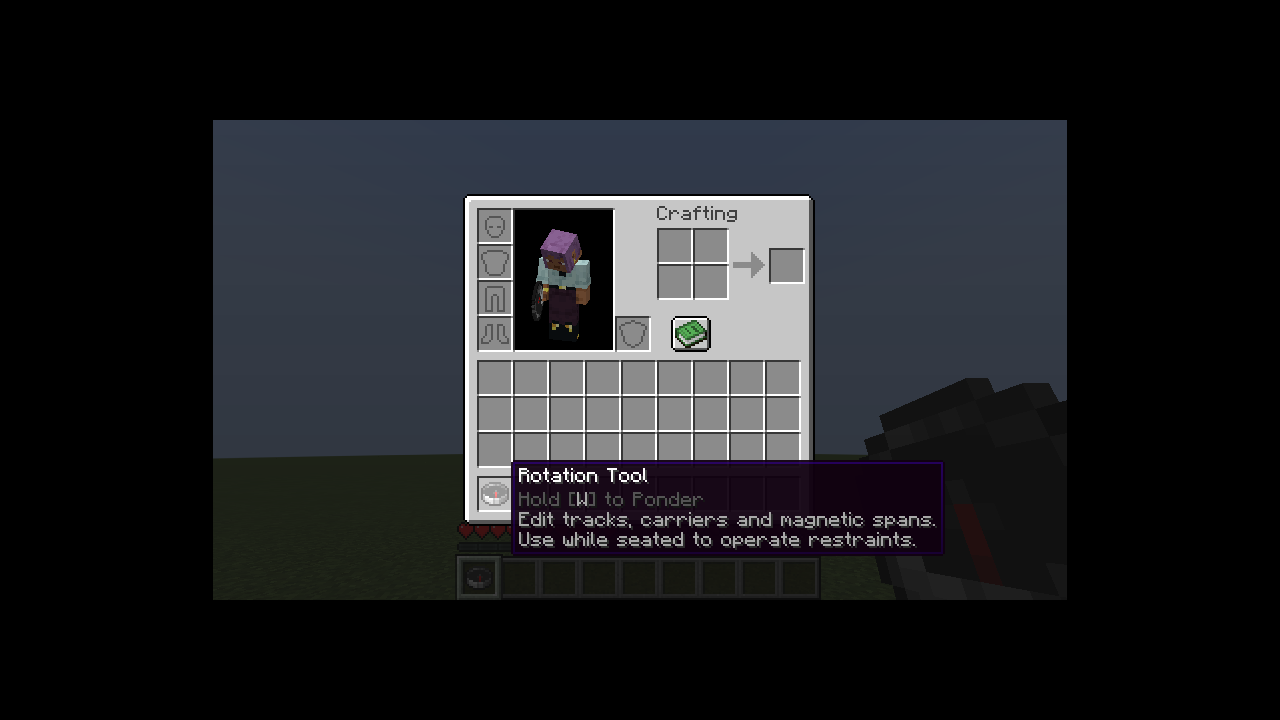 Crafting
Rotation Tool
Hold [W] to Ponder
Edit tracks, carriers and magnetic spans.
Use while seated to operate restraints.